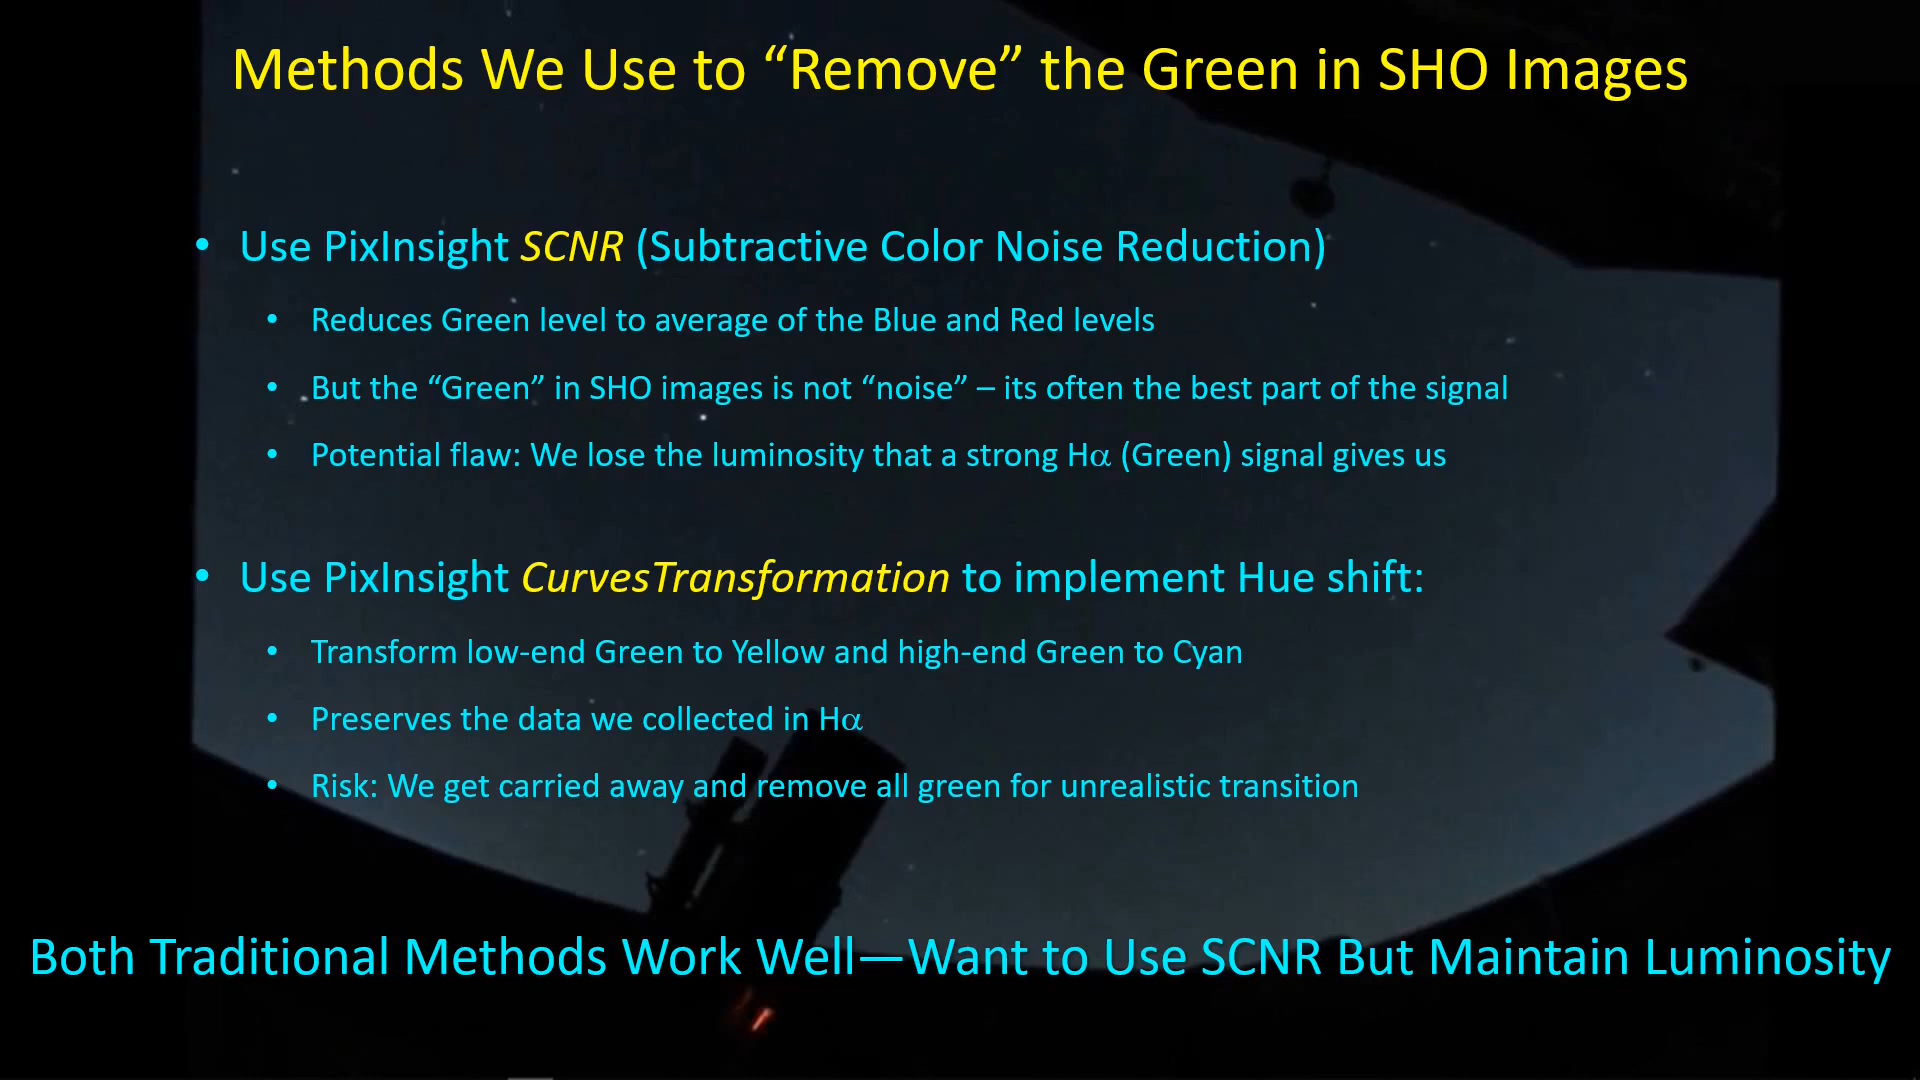 Methods We Use to “Remove” the Green in SHO Images
• Use PixInsight SCNR (Subtractive Color Noise Reduction)
• Reduces Green level to average of the Blue and Red levels
• But the “Green” in SHO images is not “noise” – its often the best part of the signal
• Potential flaw: We lose the luminosity that a strong Hα (Green) signal gives us
• Use PixInsight CurvesTransformation to implement Hue shift:
• Transform low-end Green to Yellow and high-end Green to Cyan
• Preserves the data we collected in Hα
• Risk: We get carried away and remove all green for unrealistic transition
Both Traditional Methods Work Well—Want to Use SCNR But Maintain Luminosity